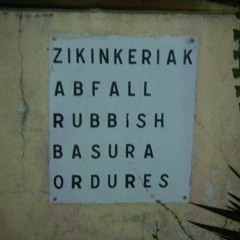 ZIKINKERIAK
ABFALL
RUBBiSH
BASURA
ORDURES